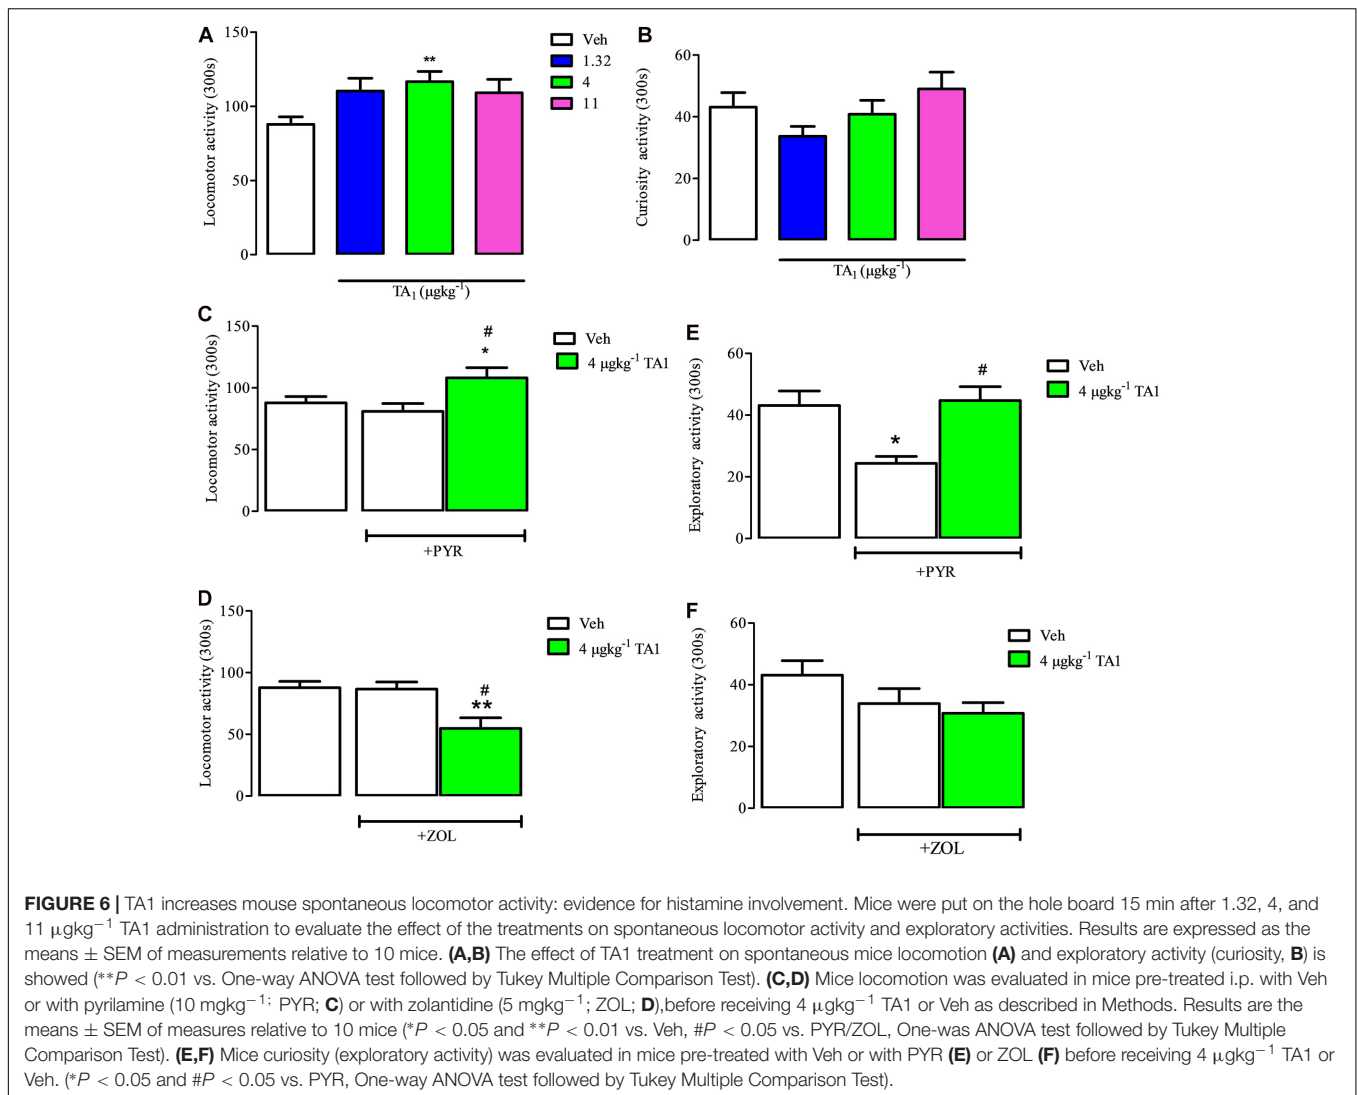 A
Locomotor activity (300s)
150
100
50
0
**
Veh
1.32
4
11
TA1 (µgkg-1)
B
Curiosity activity (300s)
60
40
20
0
TA1 (µgkg-1)
C
Locomotor activity (300s)
150
100
50
0
#
*
Veh
4 µgkg-1 TA1
+PYR
E
Exploratory activity (300s)
60
40
20
0
*
#
Veh
4 µgkg-1 TA1
+PYR
D
Locomotor activity (300s)
150
100
50
0
#
**
Veh
4 µgkg-1 TA1
+ZOL
F
Exploratory activity (300s)
60
40
20
0
Veh
4 µgkg-1 TA1
+ZOL
FIGURE 6 | TA1 increases mouse spontaneous locomotor activity: evidence for histamine involvement. Mice were put on the hole board 15 min after 1.32, 4, and
11 µgkg−1 TA1 administration to evaluate the effect of the treatments on spontaneous locomotor activity and exploratory activities. Results are expressed as the
means ± SEM of measurements relative to 10 mice. (A,B) The effect of TA1 treatment on spontaneous mice locomotion (A) and exploratory activity (curiosity, B) is
showed (**P < 0.01 vs. One-way ANOVA test followed by Tukey Multiple Comparison Test). (C,D) Mice locomotion was evaluated in mice pre-treated i.p. with Veh
or with pyrilamine (10 mgkg−1; PYR; C) or with zolantidine (5 mgkg−1; ZOL; D),before receiving 4 µgkg−1 TA1 or Veh as described in Methods. Results are the
means ± SEM of measures relative to 10 mice (*P < 0.05 and **P < 0.01 vs. Veh, #P < 0.05 vs. PYR/ZOL, One-was ANOVA test followed by Tukey Multiple
Comparison Test). (E,F) Mice curiosity (exploratory activity) was evaluated in mice pre-treated with Veh or with PYR (E) or ZOL (F) before receiving 4 µgkg−1 TA1 or
Veh. (*P < 0.05 and #P < 0.05 vs. PYR, One-way ANOVA test followed by Tukey Multiple Comparison Test).